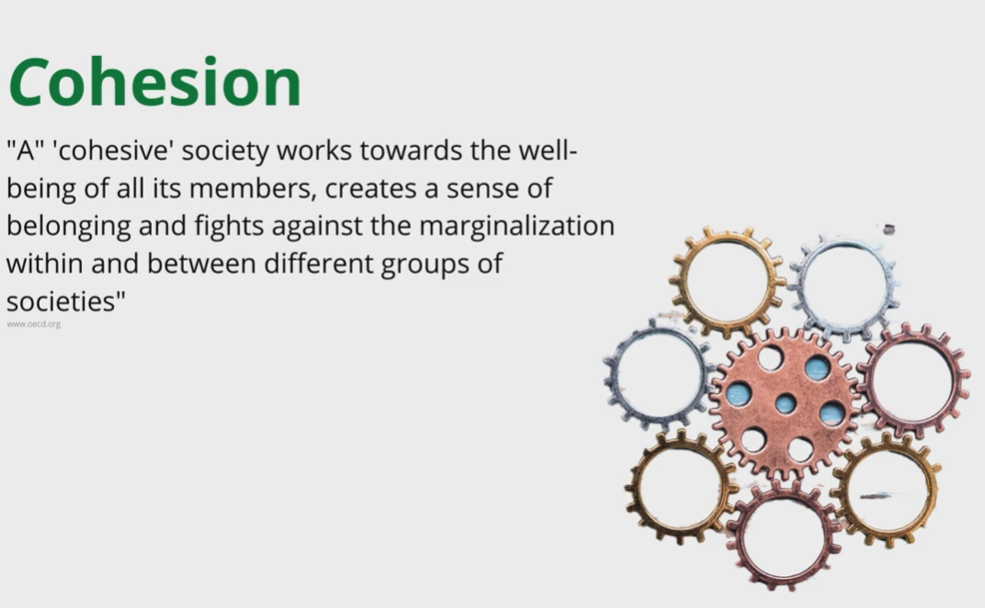 Cohesion
"A" 'cohesive' society works towards the well-
being of all its members, creates a sense of
belonging and fights against the marginalization
within and between different groups of
societies"
www.oecd.org